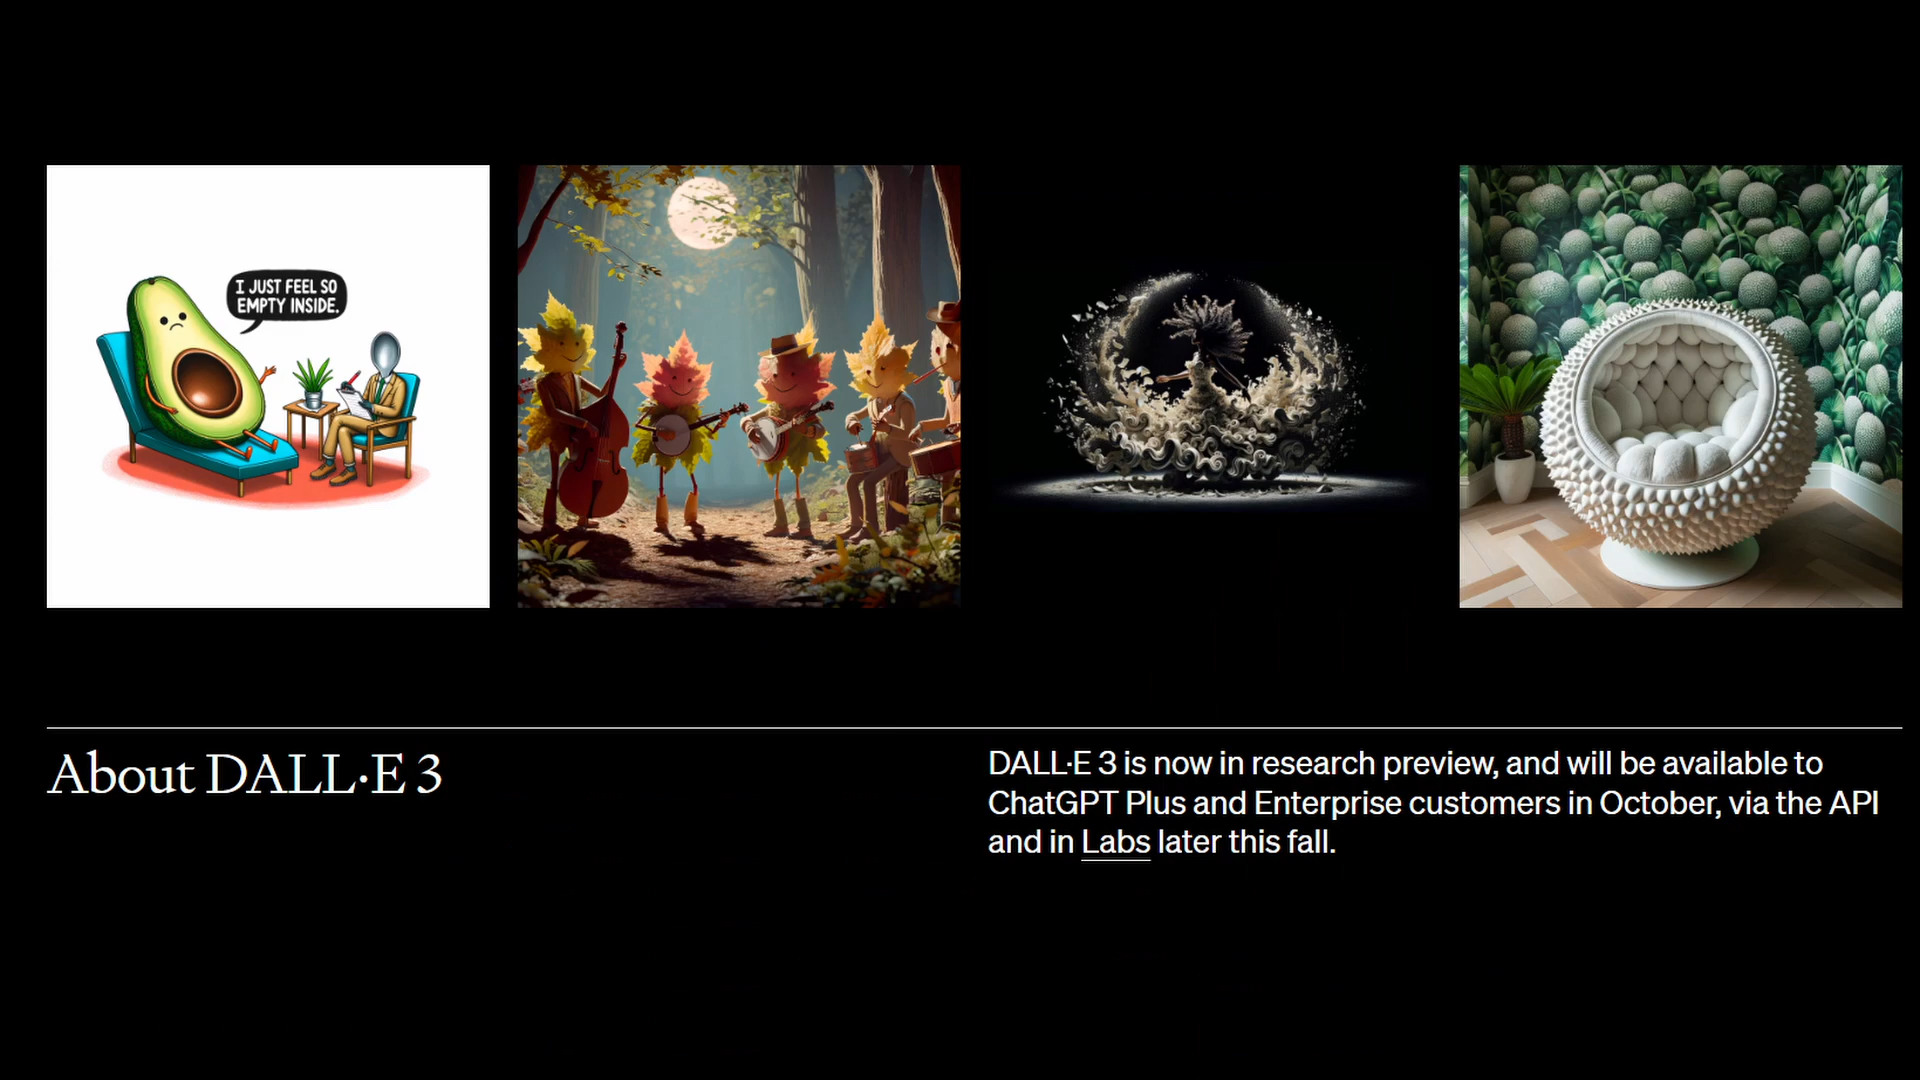 I JUST FEEL SO
EMPTY INSIDE.
About DALL·E 3
DALL·E 3 is now in research preview, and will be available to
ChatGPT Plus and Enterprise customers in October, via the API
and in Labs later this fall.